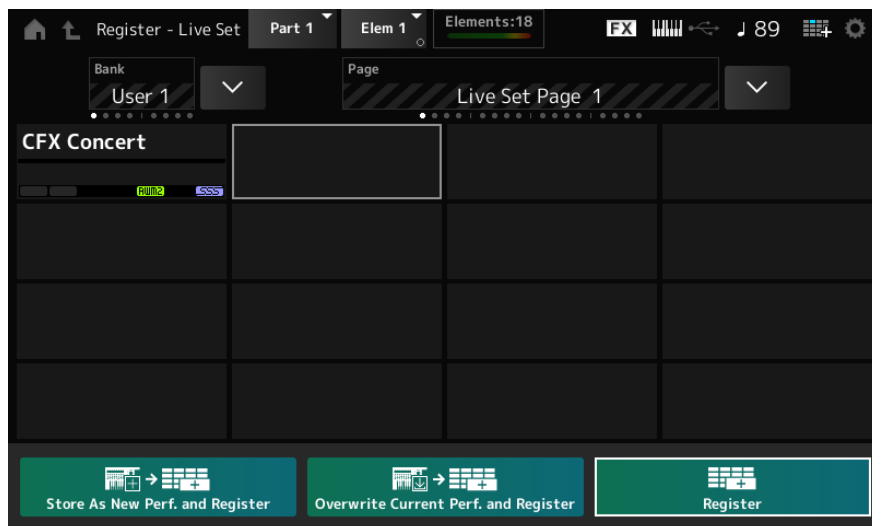 Register - Live Set
Part 1
Elem 1
Elements:18
FX
89
Bank
User 1
Page
Live Set Page 1
CFX Concert
AWM2
SSS
Store As New Perf. and Register
Overwrite Current Perf. and Register
Register